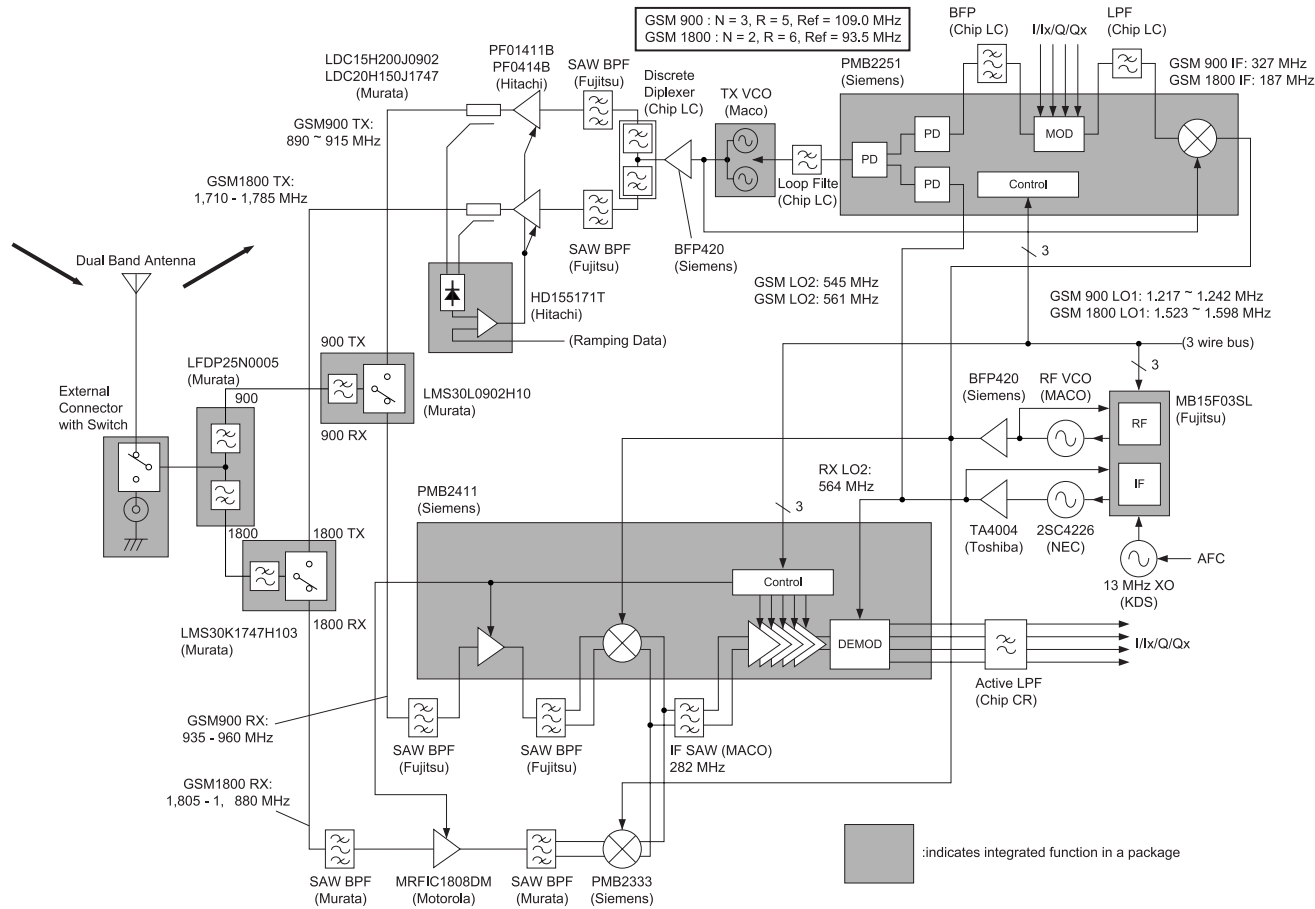 GSM 900 : N = 3, R = 5, Ref = 109.0 MHz
GSM 1800 : N = 2, R = 6, Ref = 93.5 MHz
BFP
(Chip LC)
I/Ix/Q/Qx
LPF
(Chip LC)
GSM 900 IF: 327 MHz
GSM 1800 IF: 187 MHz
PMB2251
(Siemens)
PD
PD
PD
MOD
Control
LDC15H200J0902
LDC20H150J1747
(Murata)
PF01411B
PF0414B
(Hitachi)
SAW BPF
(Fujitsu)
Discrete
Diplexer
(Chip LC)
TX VCO
(Maco)
Loop Filte
(Chip LC)
GSM900 TX:
890 ~ 915 MHz
GSM1800 TX:
1,710 - 1,785 MHz
SAW BPF
(Fujitsu)
BFP420
(Siemens)
3
Dual Band Antenna
HD155171T
(Hitachi)
(Ramping Data)
GSM LO2: 545 MHz
GSM LO2: 561 MHz
GSM 900 LO1: 1.217 ~ 1.242 MHz
GSM 1800 LO1: 1.523 ~ 1.598 MHz
(3 wire bus)
3
900 TX
LMS30L0902H10
(Murata)
900 RX
LFDP25N0005
(Murata)
900
1800
External
Connector
with Switch
BFP420
(Siemens)
RF VCO
(MACO)
MB15F03SL
(Fujitsu)
RF
IF
RX LO2:
564 MHz
TA4004
(Toshiba)
2SC4226
(NEC)
AFC
13 MHz XO
(KDS)
PMB2411
(Siemens)
3
Control
DEMOD
1800 TX
1800 RX
LMS30K1747H103
(Murata)
I/Ix/Q/Qx
Active LPF
(Chip CR)
GSM900 RX:
935 - 960 MHz
SAW BPF
(Fujitsu)
SAW BPF
(Fujitsu)
IF SAW (MACO)
282 MHz
GSM1800 RX:
1,805 - 1, 880 MHz
SAW BPF
(Murata)
MRFIC1808DM
(Motorola)
SAW BPF
(Murata)
PMB2333
(Siemens)
:indicates integrated function in a package